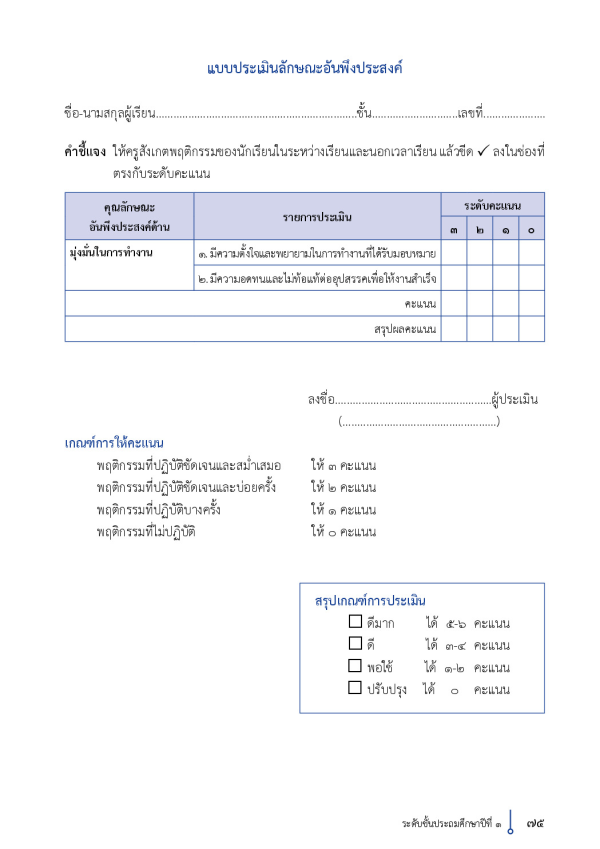 แบบประเมินลักษณะอันพึงประสงค์
ชื่อ-นามสกุลผู้เรียน....................................................................ชั้น.............................เลขที่.....................
คำชี้แจง ให้ครูสังเกตพฤติกรรมของนักเรียนในระหว่างเรียนและนอกเวลาเรียน แล้วขีด ✓ ลงในช่องที่
ตรงกับระดับคะแนน
คุณลักษณะ
อันพึงประสงค์ด้าน
รายการประเมิน
ระดับคะแนน
๓ ๒ ๑ ๐
มุ่งมั่นในการทำงาน
๑. มีความตั้งใจและพยายามในการทำงานที่ได้รับมอบหมาย
๒. มีความอดทนและไม่ท้อแท้ต่ออุปสรรคเพื่อให้งานสำเร็จ
คะแนน
สรุปผลคะแนน
ลงชื่อ.....................................................ผู้ประเมิน
(....................................................)
เกณฑ์การให้คะแนน
พฤติกรรมที่ปฏิบัติชัดเจนและสม่ำเสมอ ให้ ๓ คะแนน
พฤติกรรมที่ปฏิบัติชัดเจนและบ่อยครั้ง ให้ ๒ คะแนน
พฤติกรรมที่ปฏิบัติบางครั้ง ให้ ๑ คะแนน
พฤติกรรมที่ไม่ปฏิบัติ ให้ ๐ คะแนน
สรุปเกณฑ์การประเมิน
☐ ดีมาก ได้ ๕-๖ คะแนน
☐ ดี ได้ ๓-๔ คะแนน
☐ พอใช้ ได้ ๑-๒ คะแนน
☐ ปรับปรุง ได้ ๐ คะแนน
ระดับชั้นประถมศึกษาปีที่ ๑ ๗๕